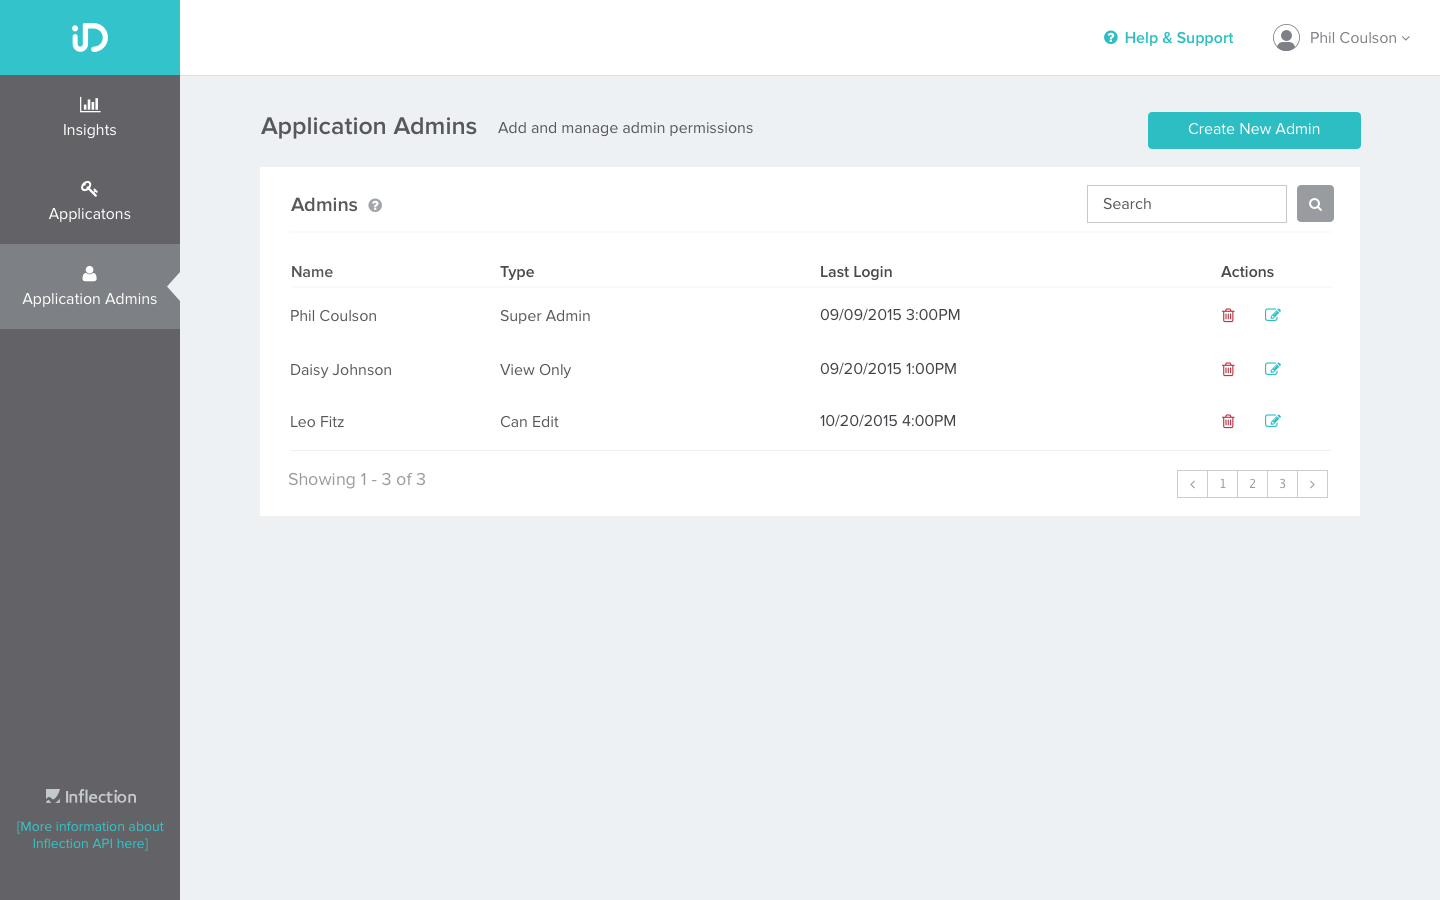 iD
Help & Support
Phil Coulson
Insights
Applicatons
Application Admins
Application Admins
Add and manage admin permissions
Create New Admin
Admins
Search
Name Type Last Login Actions
Phil Coulson Super Admin 09/09/2015 3:00PM
Daisy Johnson View Only 09/20/2015 1:00PM
Leo Fitz Can Edit 10/20/2015 4:00PM
Showing 1 - 3 of 3
< 1 2 3 >
Inflection
[More information about
Inflection API here]